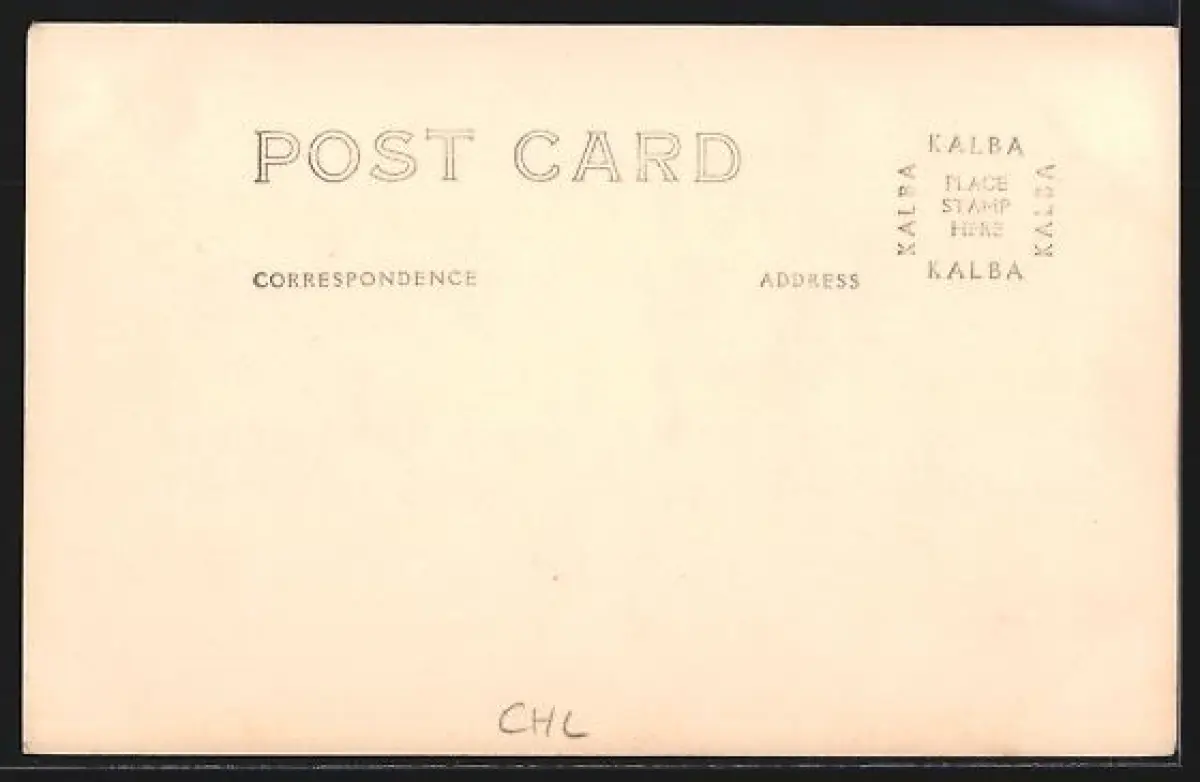 POST CARD
KALBA
KALBA
PLACE
STAMP
HERE
KALBA
KALBA
CORRESPONDENCE
ADDRESS
CHL